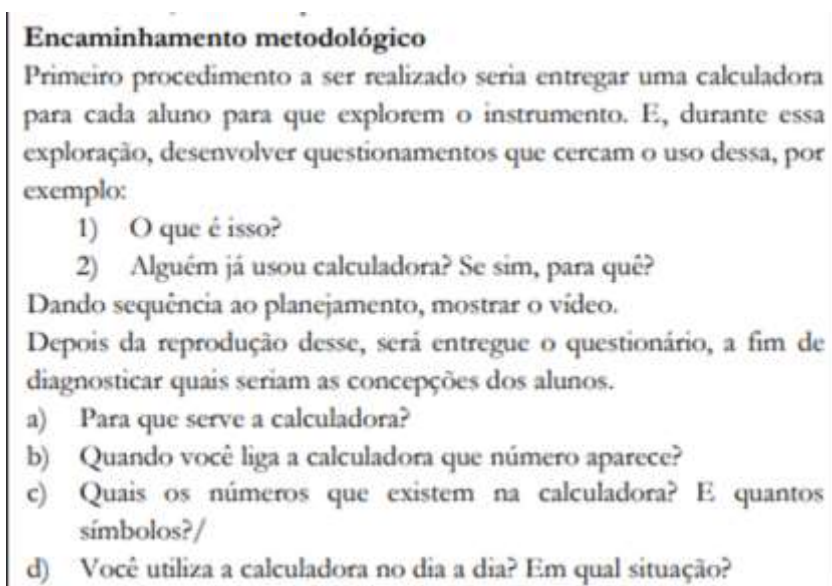 Encaminhamento metodológico
Primeiro procedimento a ser realizado seria entregar uma calculadora
para cada aluno para que explorem o instrumento. E, durante essa
exploração, desenvolver questionamentos que cercam o uso dessa, por
exemplo:
1) O que é isso?
2) Alguém já usou calculadora? Se sim, para quê?
Dando sequência ao planejamento, mostrar o vídeo.
Depois da reprodução desse, será entregue o questionário, a fim de
diagnosticar quais seriam as concepções dos alunos.
a) Para que serve a calculadora?
b) Quando você liga a calculadora que número aparece?
c) Quais os números que existem na calculadora? E quantos
símbolos?/
d) Você utiliza a calculadora no dia a dia? Em qual situação?